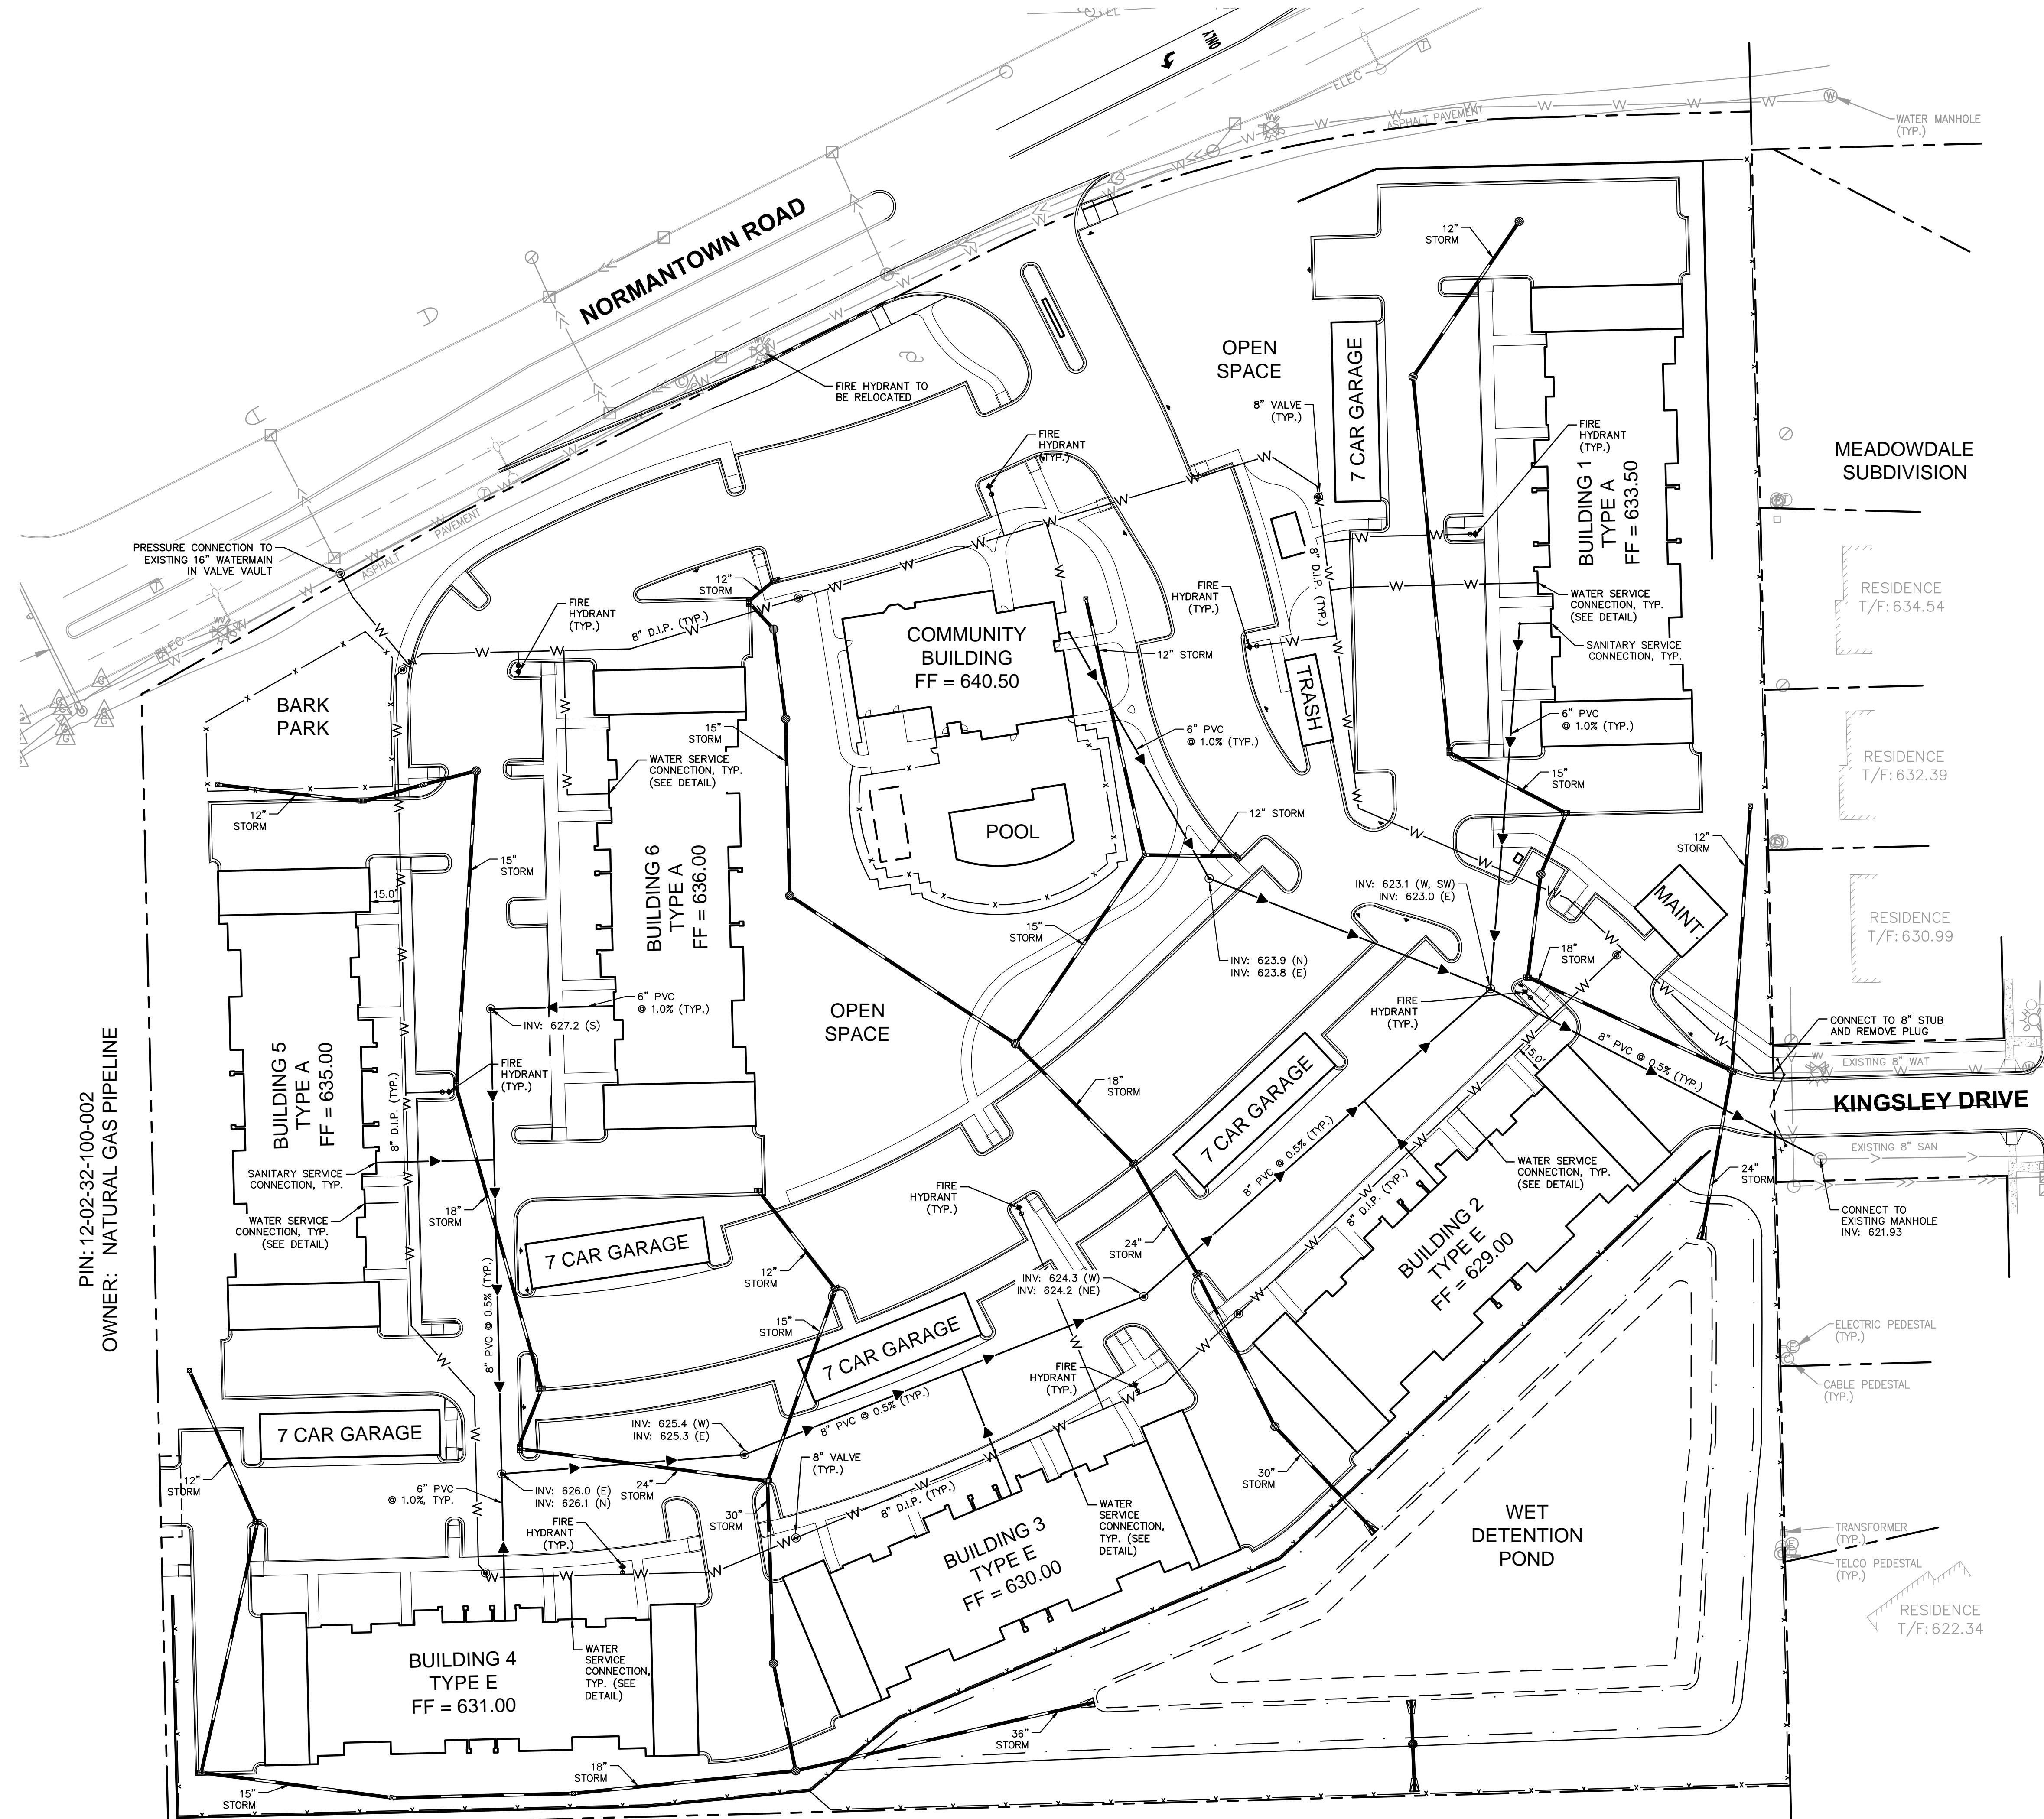 ONLY
ELEC
ASPHALT PAVEMENT
WATER MANHOLE
(TYP.)
NORMANTOWN ROAD
12"
STORM
OPEN
SPACE
7 CAR GARAGE
FIRE HYDRANT TO
BE RELOCATED
8" VALVE
(TYP.)
FIRE
HYDRANT
(TYP.)
FIRE
HYDRANT
(TYP.)
BUILDING 1
TYPE A
FF = 633.50
MEADOWDALE
SUBDIVISION
PAVEMENT
ASPHALT
ELEC
PRESSURE CONNECTION TO
EXISTING 16" WATERMAIN
IN VALVE VAULT
12"
STORM
FIRE
HYDRANT
(TYP.)
8" D.I.P. (TYP.)
COMMUNITY
BUILDING
FF = 640.50
12" STORM
FIRE
HYDRANT
(TYP.)
8" D.I.P. (TYP.)
WATER SERVICE
CONNECTION, TYP.
(SEE DETAIL)
SANITARY SERVICE
CONNECTION, TYP.
RESIDENCE
T/F: 634.54
BARK
PARK
TRASH
15"
STORM
6" PVC
@ 1.0% (TYP.)
6" PVC
@ 1.0% (TYP.)
WATER SERVICE
CONNECTION, TYP.
(SEE DETAIL)
RESIDENCE
T/F: 632.39
15"
STORM
12"
STORM
POOL
12" STORM
12"
STORM
15"
STORM
15.0'
BUILDING 6
TYPE A
FF = 636.00
INV: 623.1 (W, SW)
INV: 623.0 (E)
MAINT
RESIDENCE
T/F: 630.99
15"
STORM
INV: 623.9 (N)
INV: 623.8 (E)
18"
STORM
6" PVC
@ 1.0% (TYP.)
INV: 627.2 (S)
OPEN
SPACE
FIRE
HYDRANT
(TYP.)
CONNECT TO 8" STUB
AND REMOVE PLUG
PIN: 12-02-32-100-002
OWNER: NATURAL GAS PIPELINE
BUILDING 5
TYPE A
FF = 635.00
FIRE
HYDRANT
(TYP.)
8" D.I.P. (TYP.)
18"
STORM
7 CAR GARAGE
15.0'
8" PVC @ 0.5% (TYP.)
EXISTING 8" WAT
KINGSLEY DRIVE
EXISTING 8" SAN
SANITARY SERVICE
CONNECTION, TYP.
8" PVC @ 0.5% (TYP.)
WATER SERVICE
CONNECTION, TYP.
(SEE DETAIL)
24"
STORM
WATER SERVICE
CONNECTION, TYP.
(SEE DETAIL)
18"
STORM
FIRE
HYDRANT
(TYP.)
8" D.I.P. (TYP.)
CONNECT TO
EXISTING MANHOLE
INV: 621.93
7 CAR GARAGE
24"
STORM
BUILDING 2
TYPE E
FF = 629.00
12"
STORM
INV: 624.3 (W)
INV: 624.2 (NE)
8" PVC @ 0.5% (TYP.)
15"
STORM
7 CAR GARAGE
FIRE
HYDRANT
(TYP.)
ELECTRIC PEDESTAL
(TYP.)
CABLE PEDESTAL
(TYP.)
7 CAR GARAGE
INV: 625.4 (W)
INV: 625.3 (E)
8" PVC @ 0.5% (TYP.)
12"
STORM
6" PVC
@ 1.0%, TYP.
INV: 626.0 (E)
INV: 626.1 (N)
24"
STORM
8" VALVE
(TYP.)
30"
STORM
8" D.I.P. (TYP.)
30"
STORM
FIRE
HYDRANT
(TYP.)
BUILDING 3
TYPE E
FF = 630.00
WATER
SERVICE
CONNECTION,
TYP. (SEE
DETAIL)
WET
DETENTION
POND
TRANSFORMER
(TYP.)
TELCO PEDESTAL
(TYP.)
RESIDENCE
T/F: 622.34
BUILDING 4
TYPE E
FF = 631.00
WATER
SERVICE
CONNECTION,
TYP. (SEE
DETAIL)
15"
STORM
18"
STORM
36"
STORM